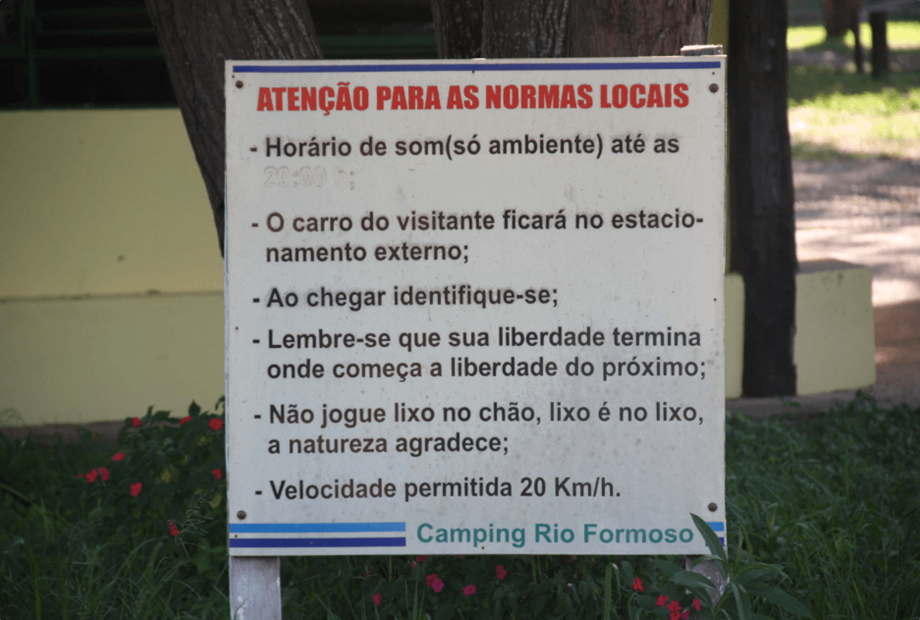 ATENÇÃO PARA AS NORMAS LOCAIS
- Horário de som(só ambiente) até as
- O carro do visitante ficará no estacio-
namento externo;
- Ao chegar identifique-se;
- Lembre-se que sua liberdade termina
onde começa a liberdade do próximo;
- Não jogue lixo no chão, lixo é no lixo,
a natureza agradece;
- Velocidade permitida 20 Km/h.
Camping Rio Formoso